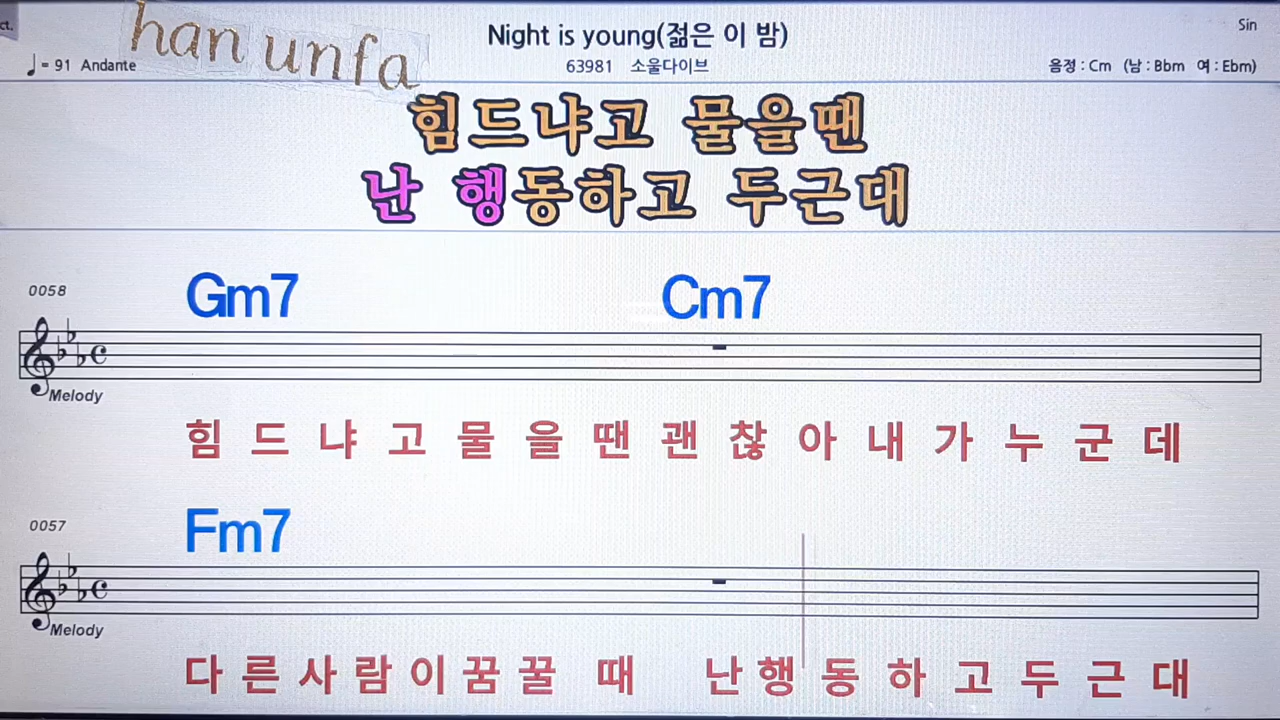 ct.
han unfa
Night is young(젊은 이 밤)
Sin
♩= 91 Andante
63981 소울다이브
음정 : Cm (남 : Bbm 여 : Ebm)
힘드냐고 물을땐
난 행동하고 두근대
0058
Gm7 Cm7
Melody
힘 드 냐 고 물 을 땐 괜 찮 아 내 가 누 군 데
0057
Fm7
Melody
다 른 사 람 이 꿈 꿀 때 난 행 동 하 고 두 근 대